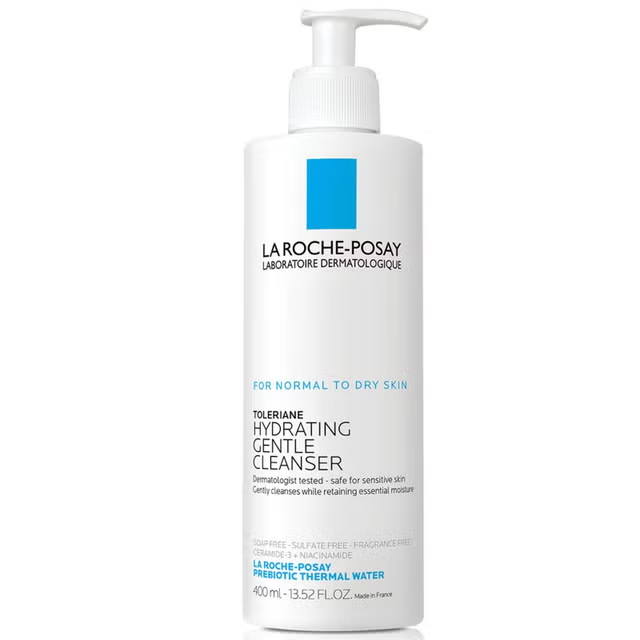 LA ROCHE-POSAY
LABORATOIRE DERMATOLOGIQUE
FOR NORMAL TO DRY SKIN
TOLERIANE
HYDRATING
GENTLE
CLEANSER
Dermatologist tested - safe for sensitive skin
Gently cleanses while retaining essential moisture
SOAP FREE - SULFATE FREE - FRAGRANCE FREE
CERAMIDE-3 + NIACINAMIDE
LA ROCHE-POSAY
PREBIOTIC THERMAL WATER
400 ml - 13.52 FL.OZ. Made in France